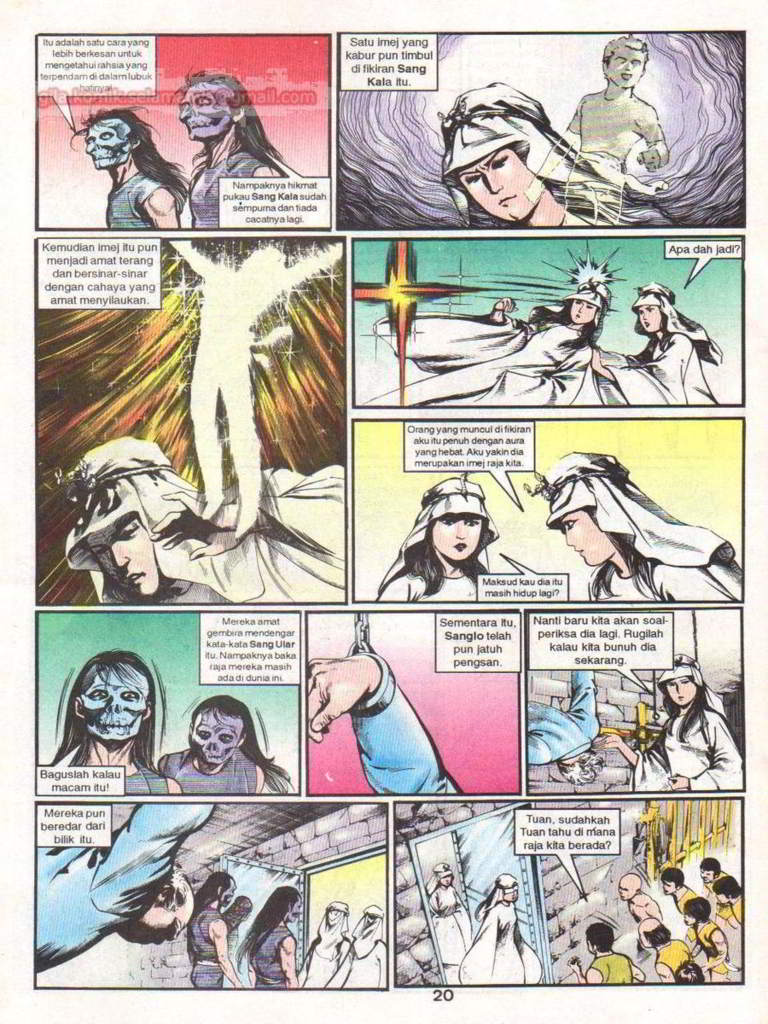 Itu adalah satu cara yang
lebih berkesan untuk
mengetahui rahsia yang
terpendam di dalam lubuk
hatinya!
Nampaknya hikmat
pukau Sang Kala sudah
sempurna dan tiada
cacatnya lagi.
Satu imej yang
kabur pun timbul
di fikiran Sang
Kala itu.
Kemudian imej itu pun
menjadi amat terang
dan bersinar-sinar
dengan cahaya yang
amat menyilaukan.
Apa dah jadi?
Orang yang muncul di fikiran
aku itu penuh dengan aura
yang hebat. Aku yakin dia
merupakan imej raja kita.
Maksud kau dia itu
masih hidup lagi?
Mereka amat
gembira mendengar
kata-kata Sang Ular
itu. Nampaknya baka
raja mereka masih
ada di dunia ini.
Baguslah kalau
macam itu!
Sementara itu,
Sanglo telah
pun jatuh
pengsan.
Nanti baru kita akan soal-
periksa dia lagi. Rugilah
kalau kita bunuh dia
sekarang.
Mereka pun
beredar dari
bilik itu.
Tuan, sudahkah
Tuan tahu di mana
raja kita berada?
20